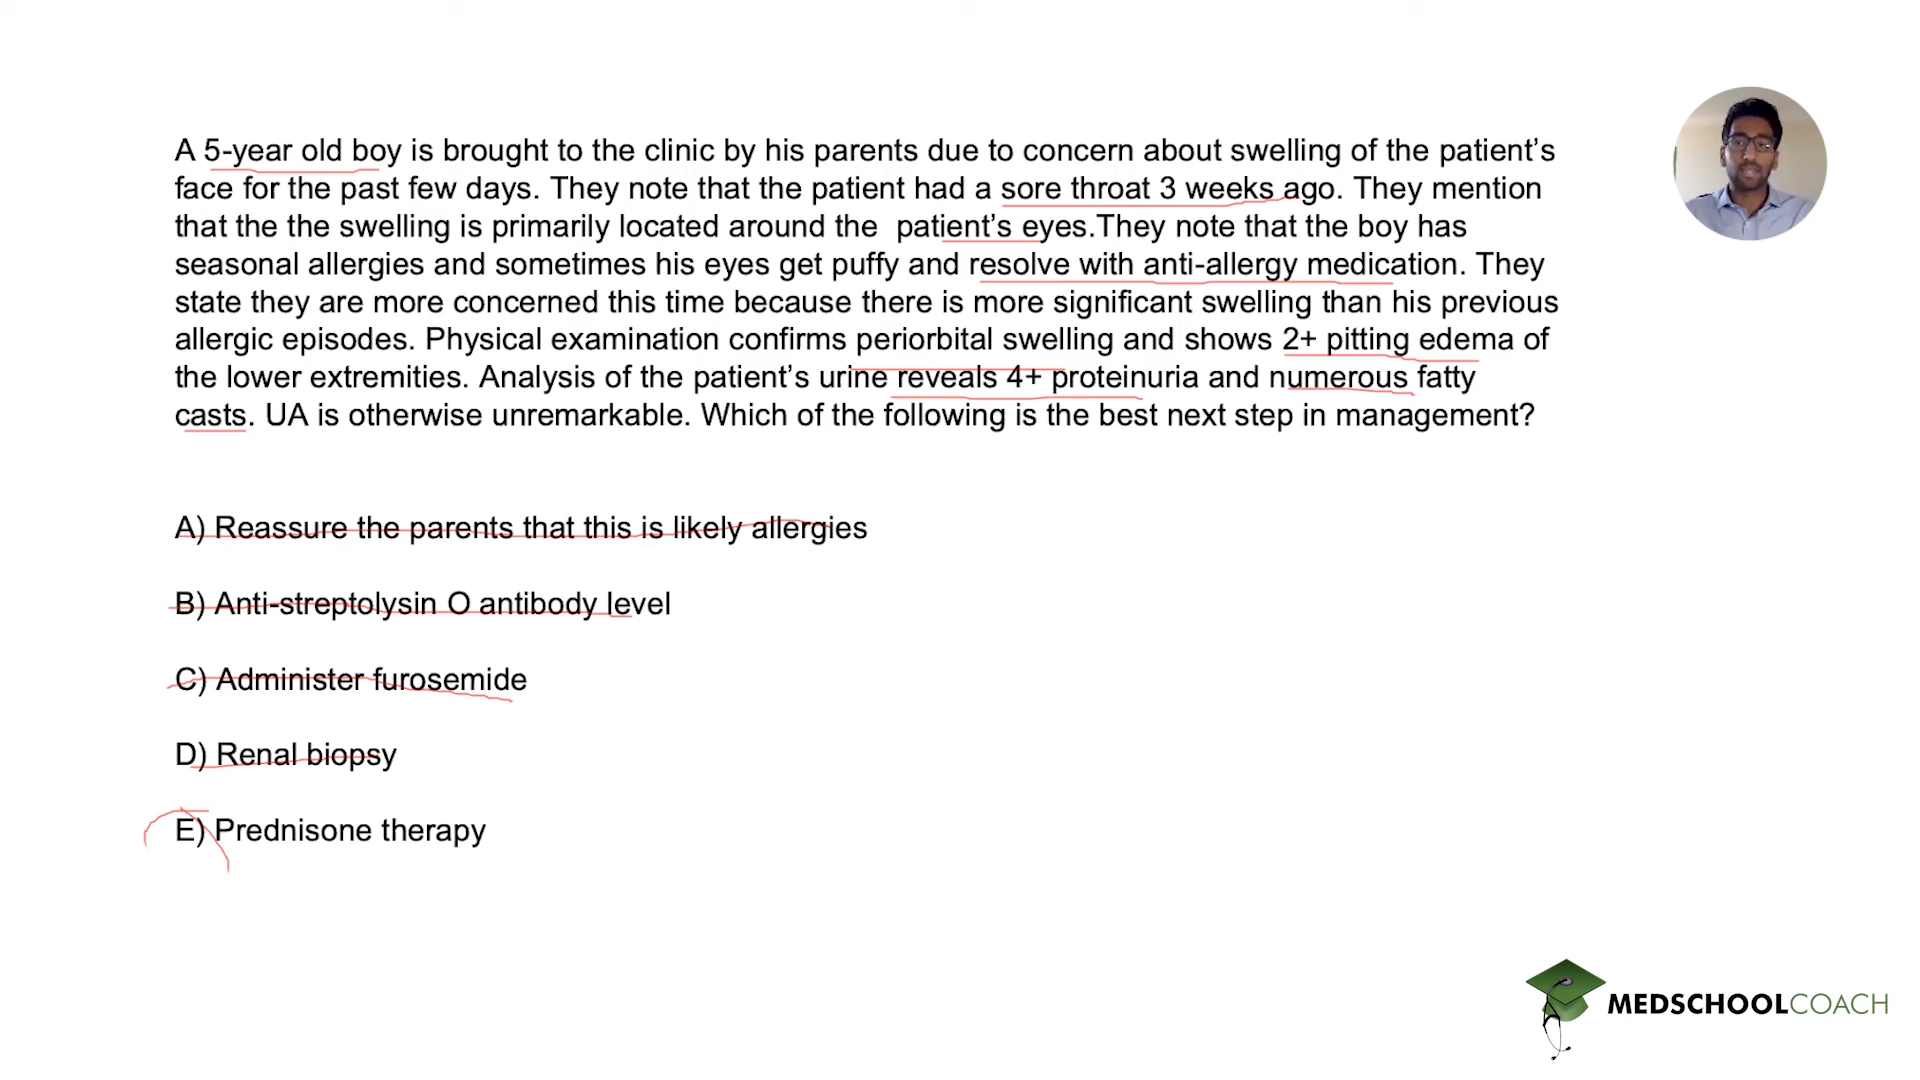 A 5-year old boy is brought to the clinic by his parents due to concern about swelling of the patient’s
face for the past few days. They note that the patient had a sore throat 3 weeks ago. They mention
that the the swelling is primarily located around the  patient’s eyes.They note that the boy has
seasonal allergies and sometimes his eyes get puffy and resolve with anti-allergy medication. They
state they are more concerned this time because there is more significant swelling than his previous
allergic episodes. Physical examination confirms periorbital swelling and shows 2+ pitting edema of
the lower extremities. Analysis of the patient’s urine reveals 4+ proteinuria and numerous fatty
casts. UA is otherwise unremarkable. Which of the following is the best next step in management?
A) Reassure the parents that this is likely allergies
B) Anti-streptolysin O antibody level
C) Administer furosemide
D) Renal biopsy
E) Prednisone therapy
MEDSCHOOLCOACH